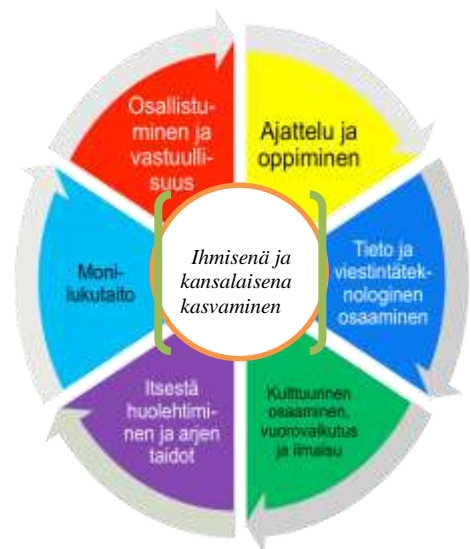 Osallistu-
minen ja
vastuulli-
suus
Ajattelu ja
oppiminen
Tieto ja
viestintätek-
nologinen
osaaminen
Kulttuurinen
osaaminen,
vuorovaikutus
ja ilmaisu
Itsestä
huolehtimi-
nen ja arjen
taidot
Moni-
lukutaito
Ihmisenä ja
kansalaisena
kasvaminen